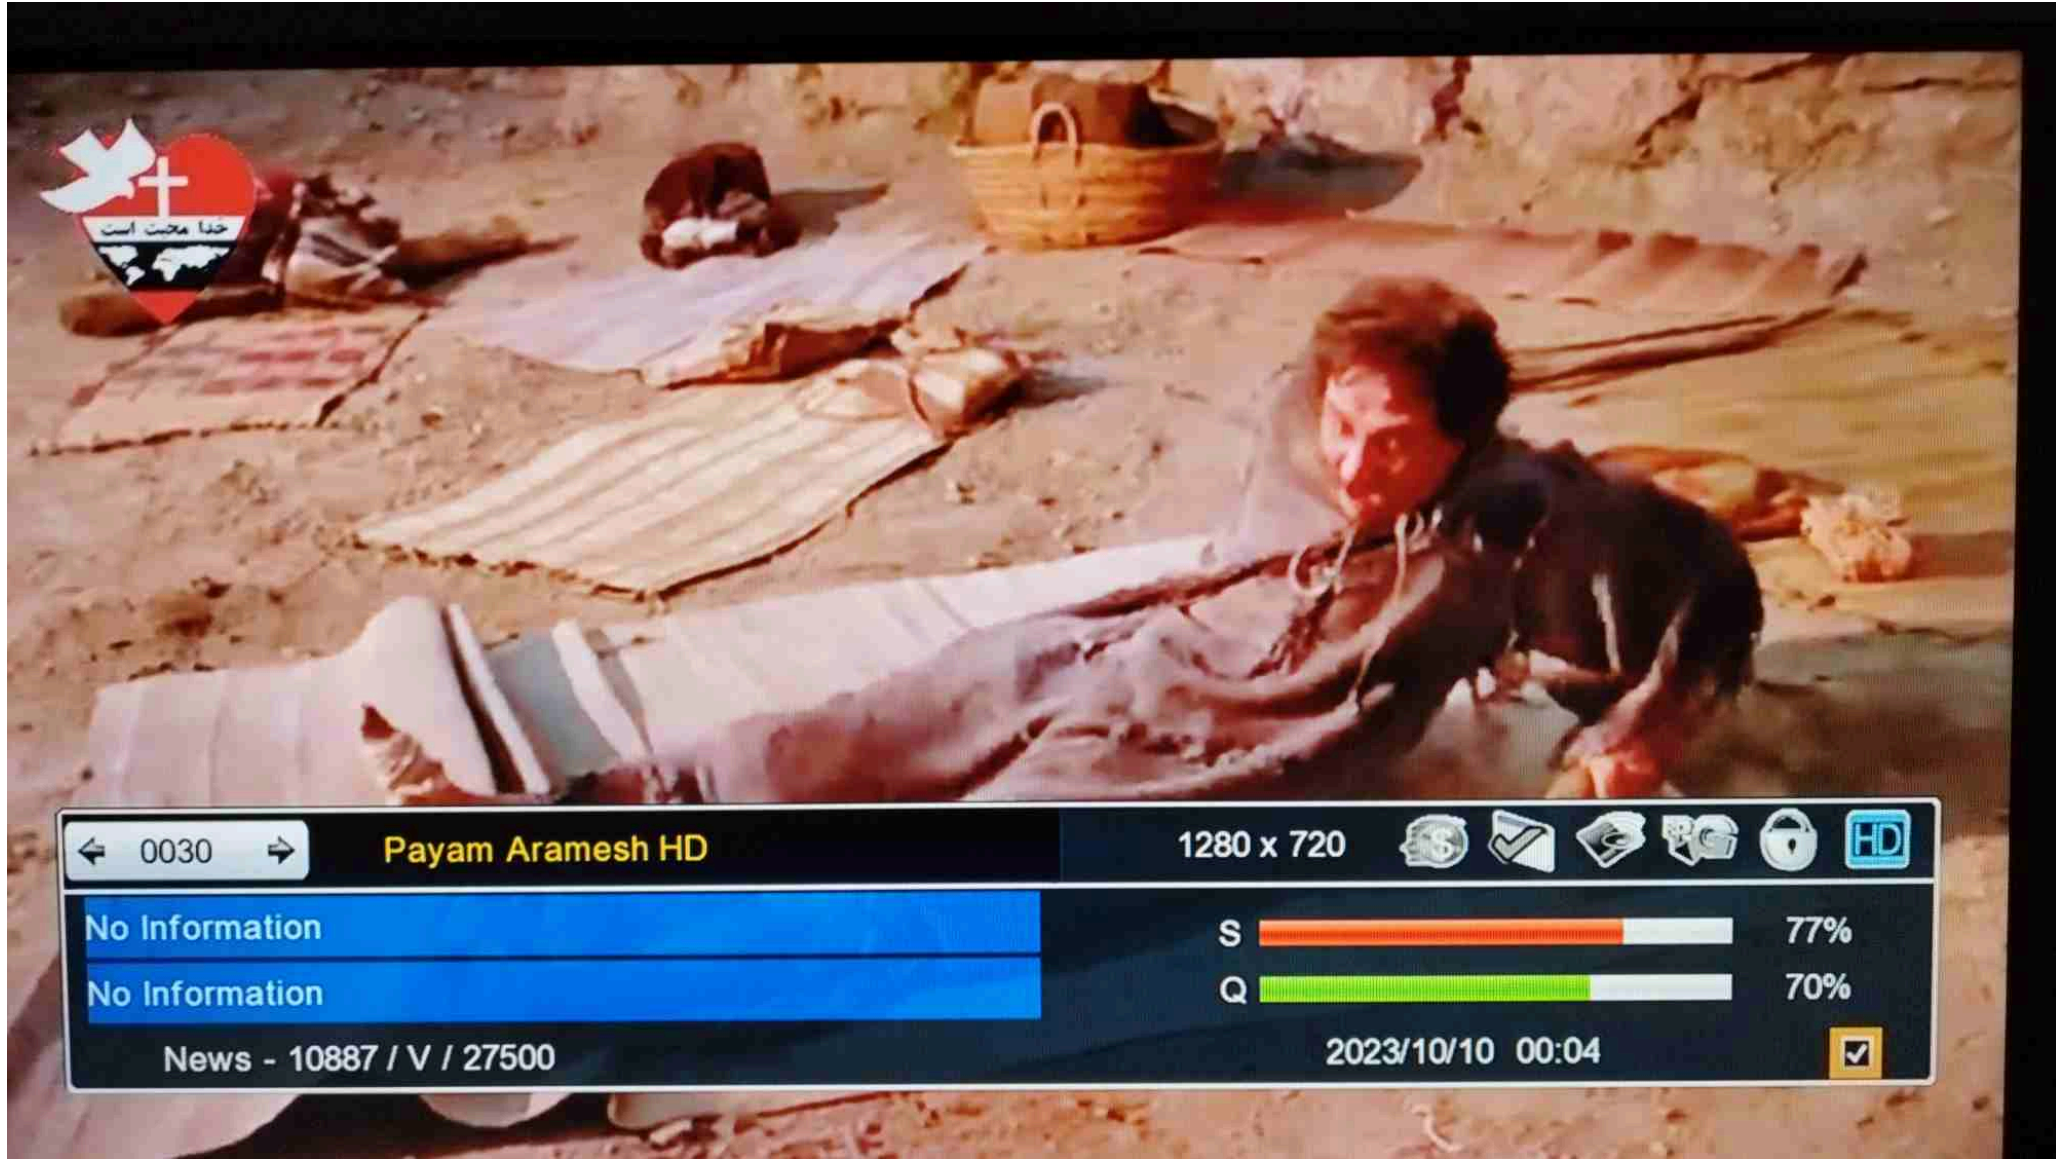 خدا محبت است
0030 Payam Aramesh HD 1280 x 720 $ HD
No Information
S 77%
No Information
Q 70%
News - 10887 / V / 27500 2023/10/10 00:04